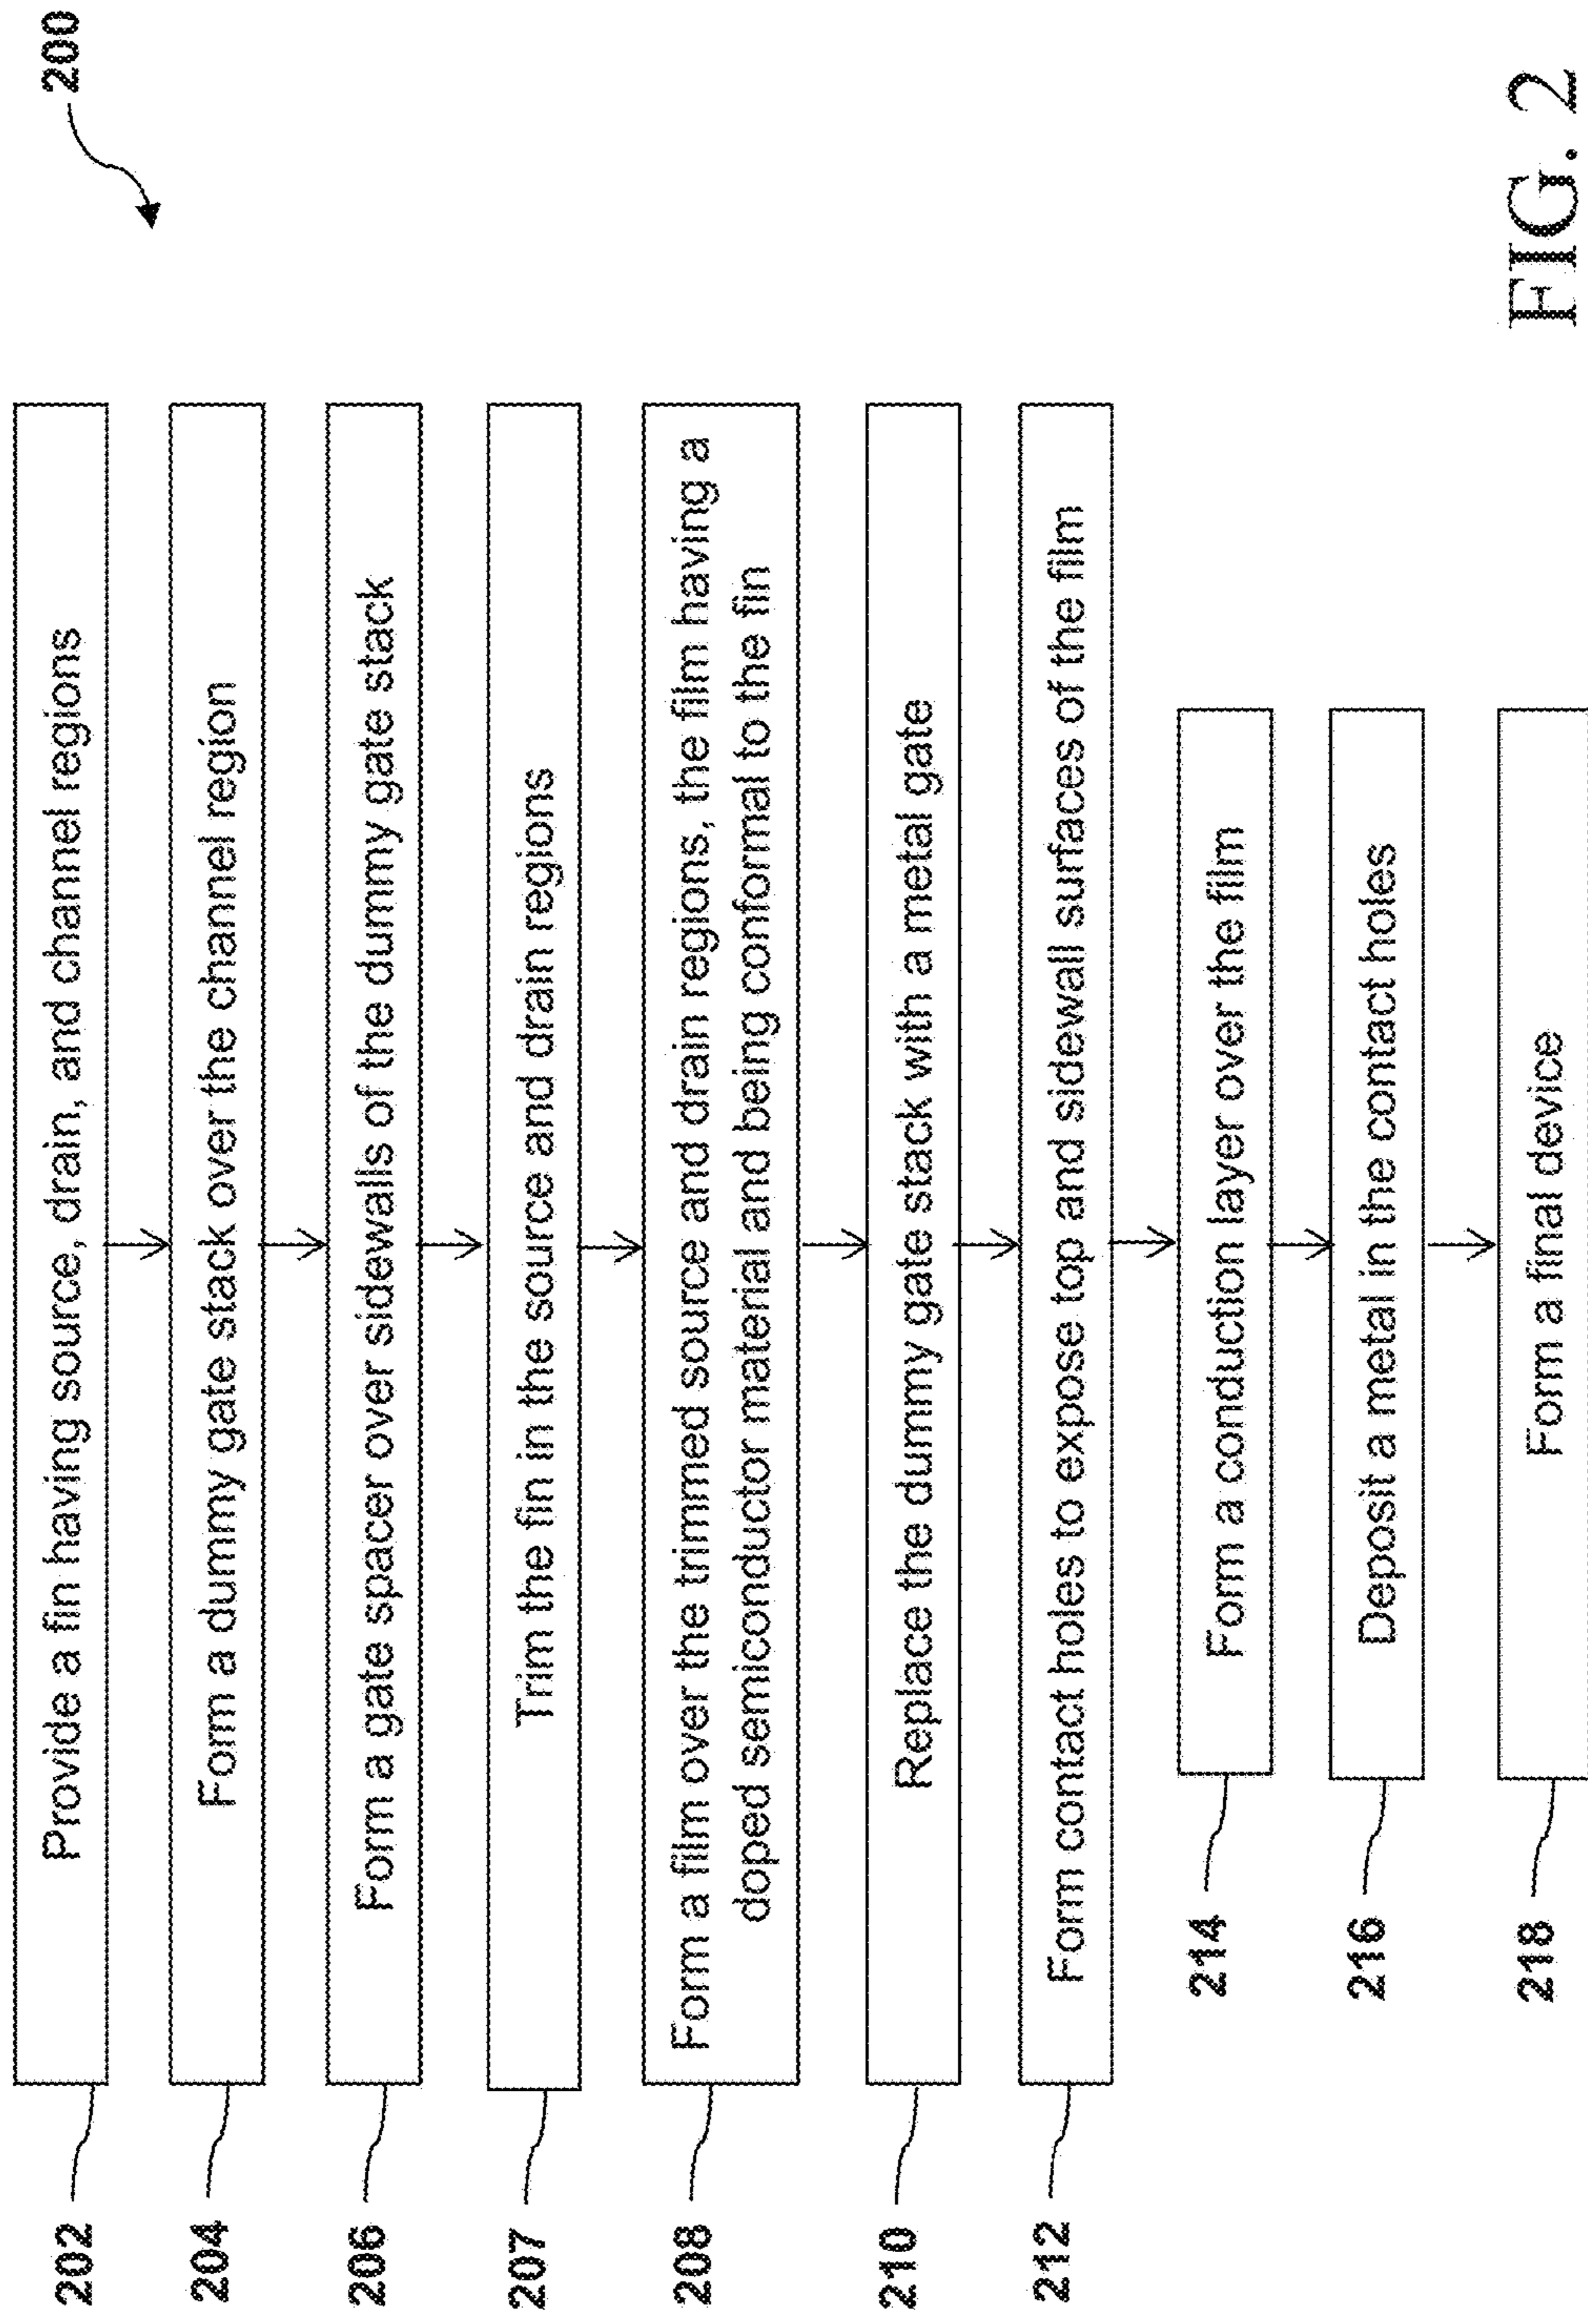 200
202
Provide a fin having source, drain, and channel regions
204
Form a dummy gate stack over the channel region
206
Form a gate spacer over sidewalls of the dummy gate stack
207
Trim the fin in the source and drain regions
208
Form a film over the trimmed source and drain regions, the film having a
doped semiconductor material and being conformal to the fin
210
Replace the dummy gate stack with a metal gate
212
Form contact holes to expose top and sidewall surfaces of the film
214
Form a conduction layer over the film
216
Deposit a metal in the contact holes
218
Form a final device
FIG. 2